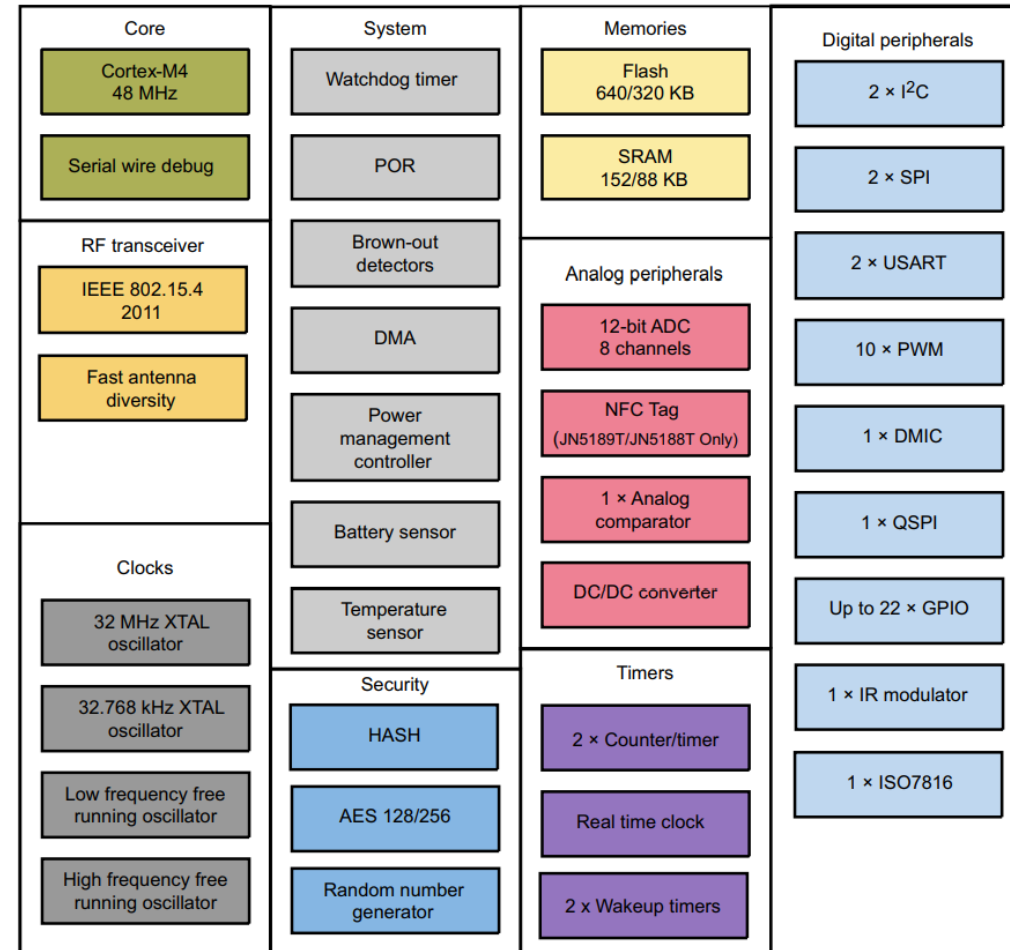 Core
Cortex-M4
48 MHz
Serial wire debug
RF transceiver
IEEE 802.15.4
2011
Fast antenna
diversity
Clocks
32 MHz XTAL
oscillator
32.768 kHz XTAL
oscillator
Low frequency free
running oscillator
High frequency free
running oscillator
System
Watchdog timer
POR
Brown-out
detectors
DMA
Power
management
controller
Battery sensor
Temperature
sensor
Security
HASH
AES 128/256
Random number
generator
Memories
Flash
640/320 KB
SRAM
152/88 KB
Analog peripherals
12-bit ADC
8 channels
NFC Tag
(JN5189T/JN5188T Only)
1 × Analog
comparator
DC/DC converter
Timers
2 × Counter/timer
Real time clock
2 x Wakeup timers
Digital peripherals
2 × I²C
2 × SPI
2 × USART
10 × PWM
1 × DMIC
1 × QSPI
Up to 22 × GPIO
1 × IR modulator
1 × ISO7816